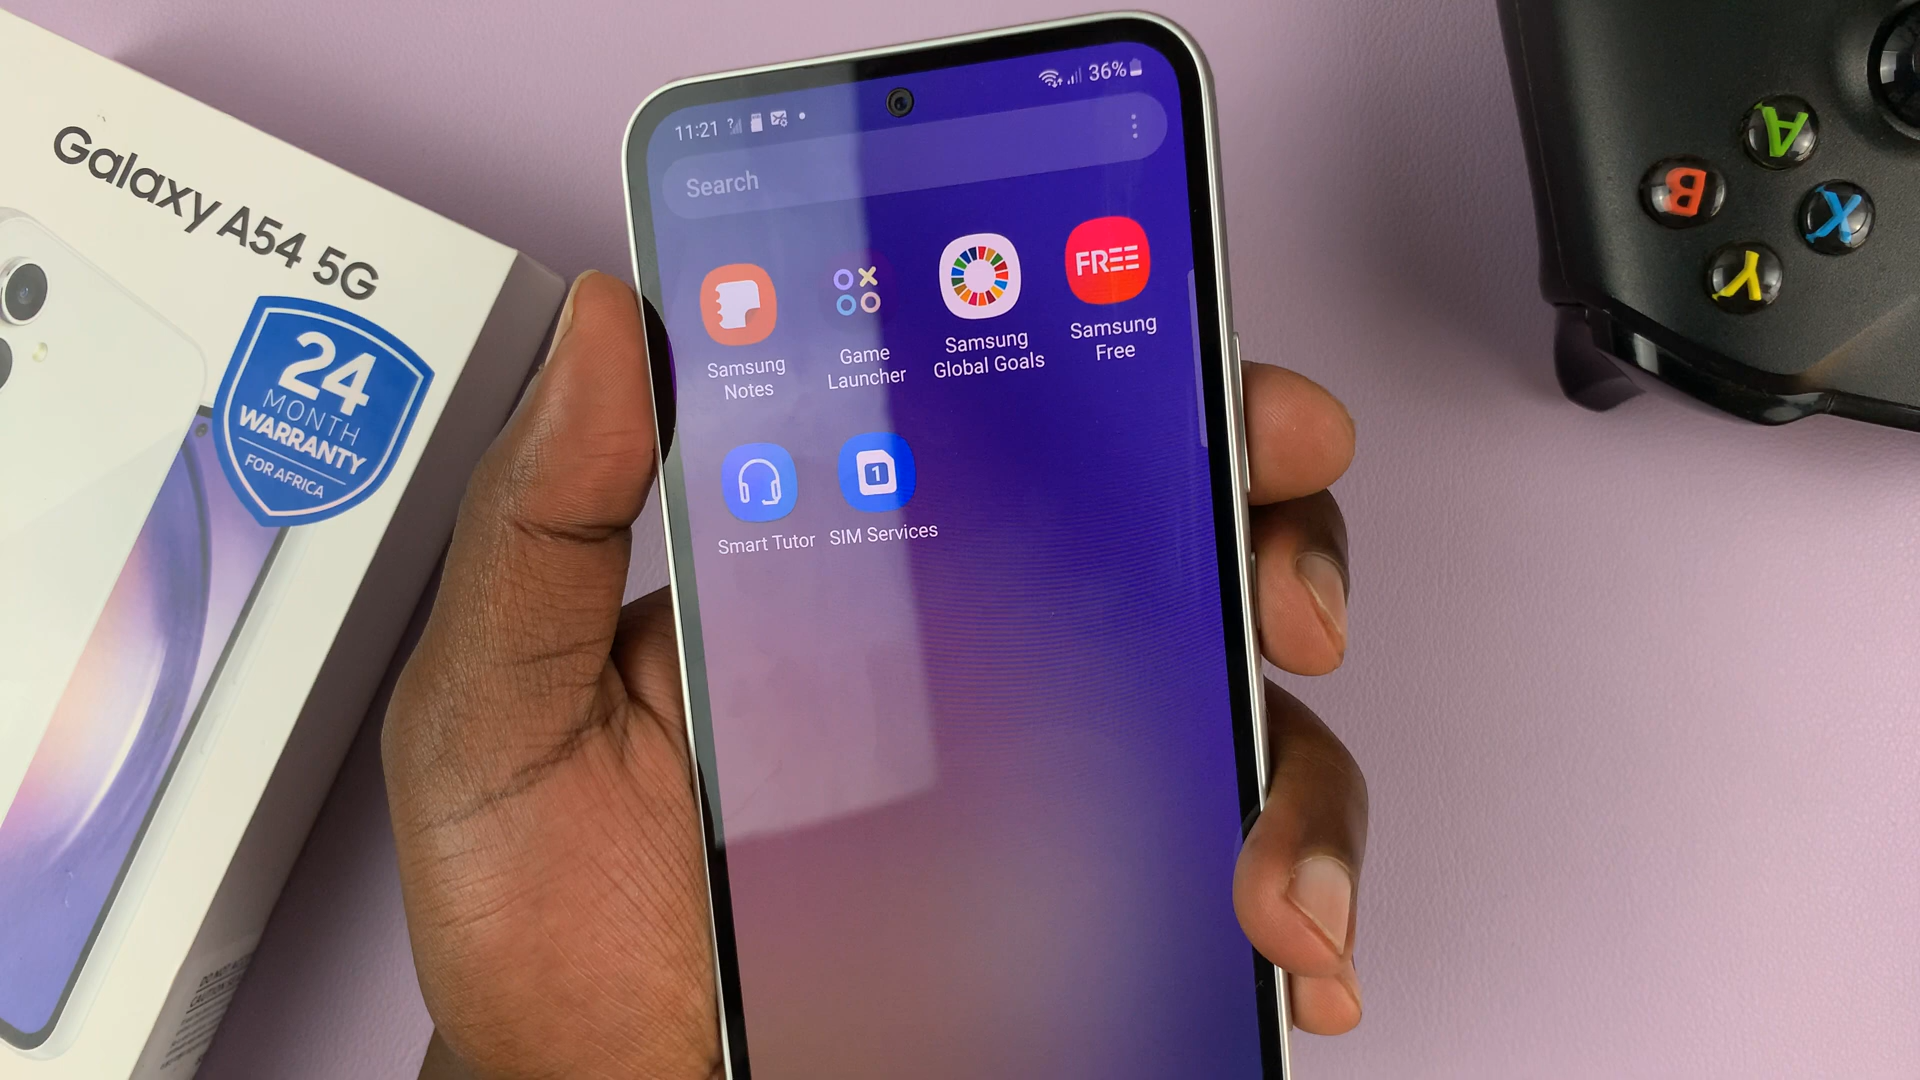 Galaxy A54 5G
24
MONTH
WARRANTY
FOR AFRICA
11:21
36%
Search
Samsung
Notes
Game
Launcher
Samsung
Global Goals
FREE
Samsung
Free
1
Smart Tutor
SIM Services
A
B
X
Y